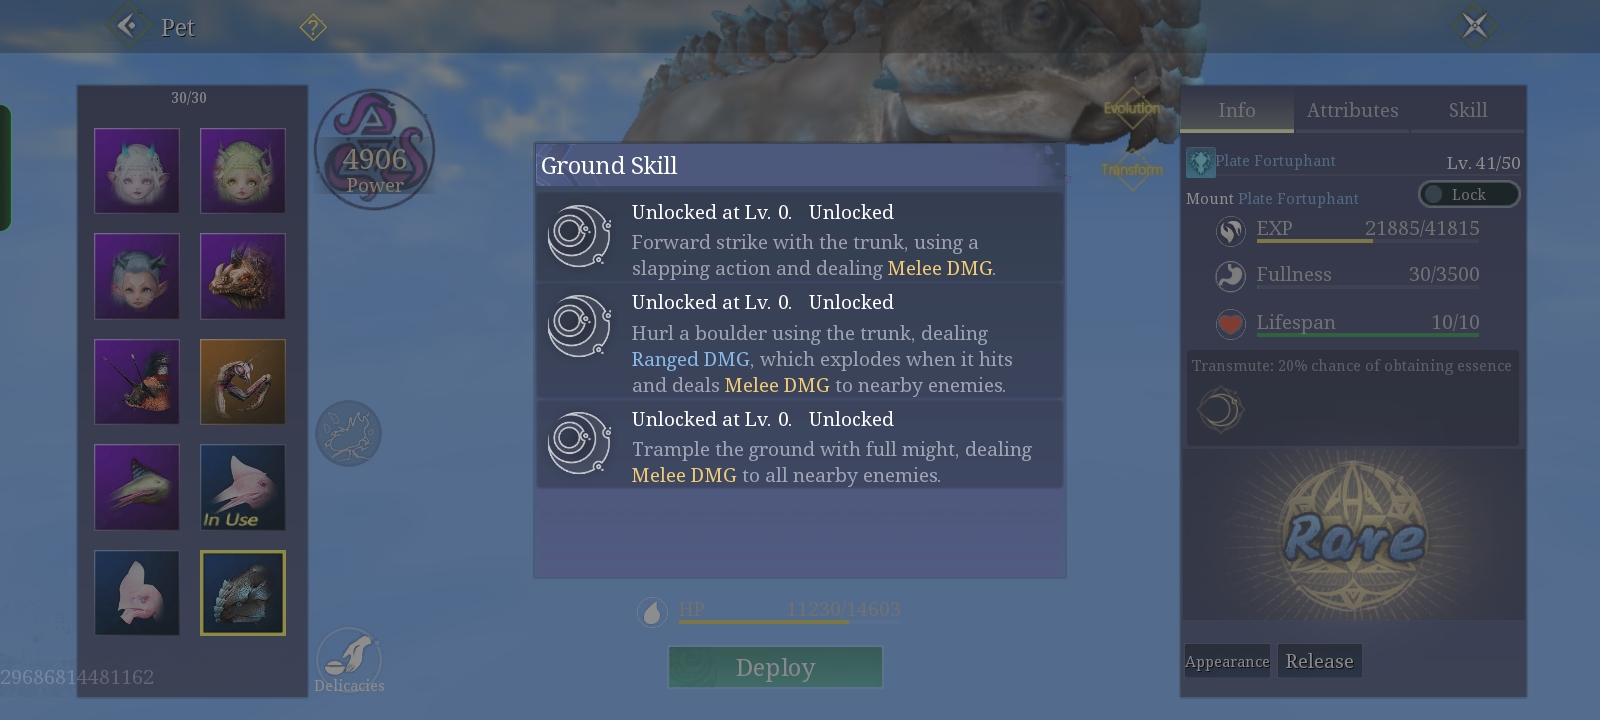 Pet
?
30/30
4906
Power
In Use
29686814481162
Delicacies
Evolution
Transform
Ground Skill
Unlocked at Lv. 0. Unlocked
Forward strike with the trunk, using a
slapping action and dealing Melee DMG.
Unlocked at Lv. 0. Unlocked
Hurl a boulder using the trunk, dealing
Ranged DMG, which explodes when it hits
and deals Melee DMG to nearby enemies.
Unlocked at Lv. 0. Unlocked
Trample the ground with full might, dealing
Melee DMG to all nearby enemies.
HP 11230/14603
Deploy
Info Attributes Skill
Plate Fortuphant Lv. 41/50
Mount Plate Fortuphant Lock
EXP 21885/41815
Fullness 30/3500
Lifespan 10/10
Transmute: 20% chance of obtaining essence
Rare
Appearance Release